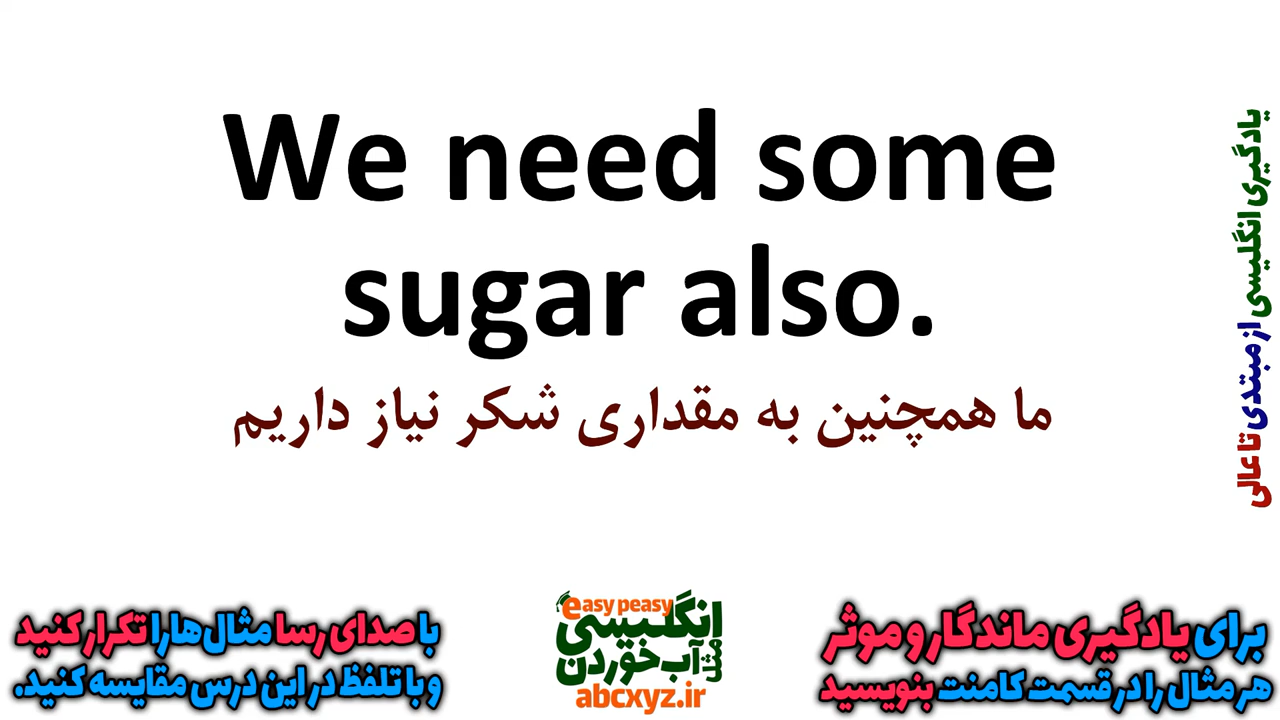 We need some
sugar also.
ما همچنین به مقداری شکر نیاز داریم
یادگیری انگلیسی از مبتدی تا عالی
با صدای رسا مثال‌ها را تکرار کنید
و با تلفظ در این درس مقایسه کنید.
easy peasy
انگلیسی
مثل
آب خوردن
abcxyz.ir
برای یادگیری ماندگار و موثر
هر مثال را در قسمت کامنت بنویسید